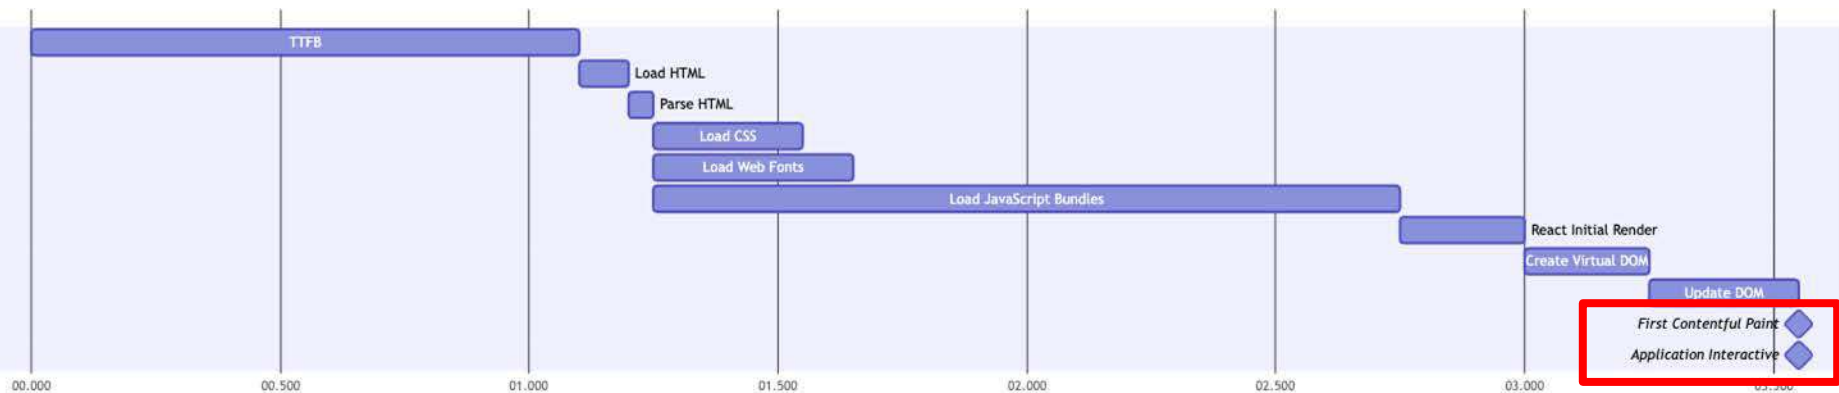 TTFB
Load HTML
Parse HTML
Load CSS
Load Web Fonts
Load JavaScript Bundles
React Initial Render
Create Virtual DOM
Update DOM
First Contentful Paint
Application Interactive
00.000 00.500 01.000 01.500 02.000 02.500 03.000 03.500